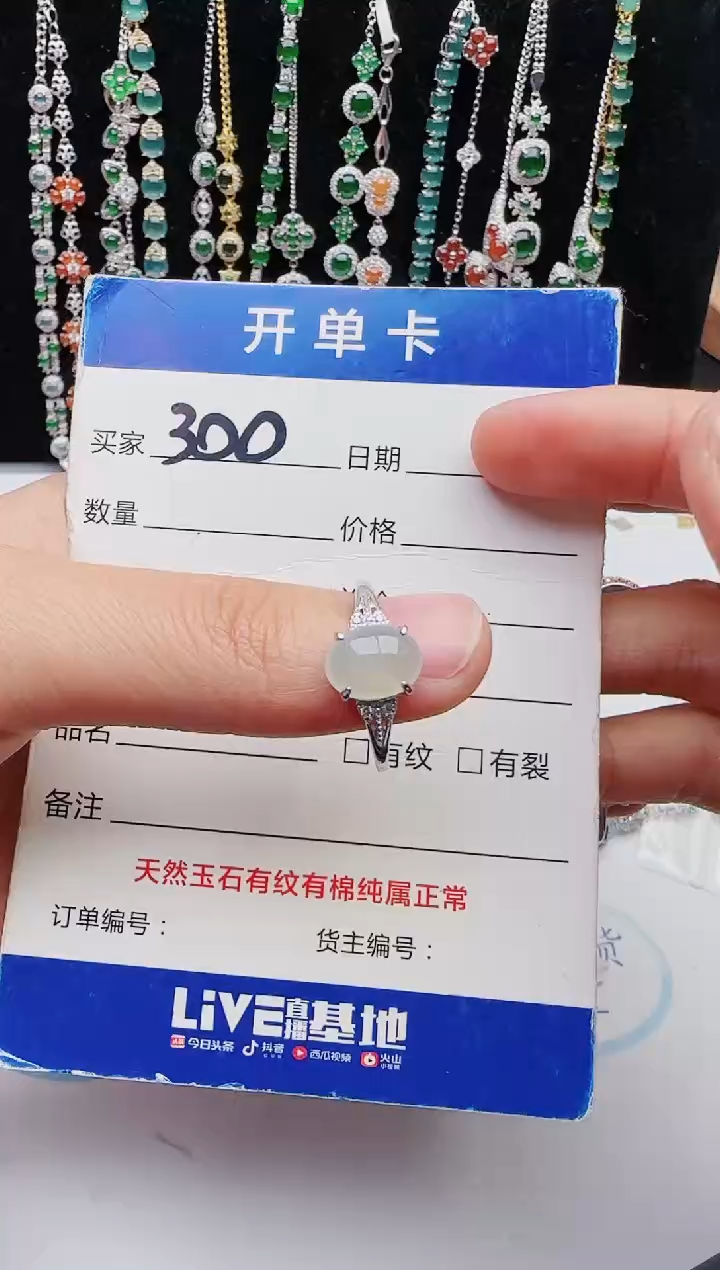 开单卡
买家 300 日期
数量 价格
品名 有纹 有裂
备注
天然玉石有纹有棉纯属正常
订单编号： 货主编号：
LIVE直播基地
今日头条 抖音 西瓜视频 火山
货